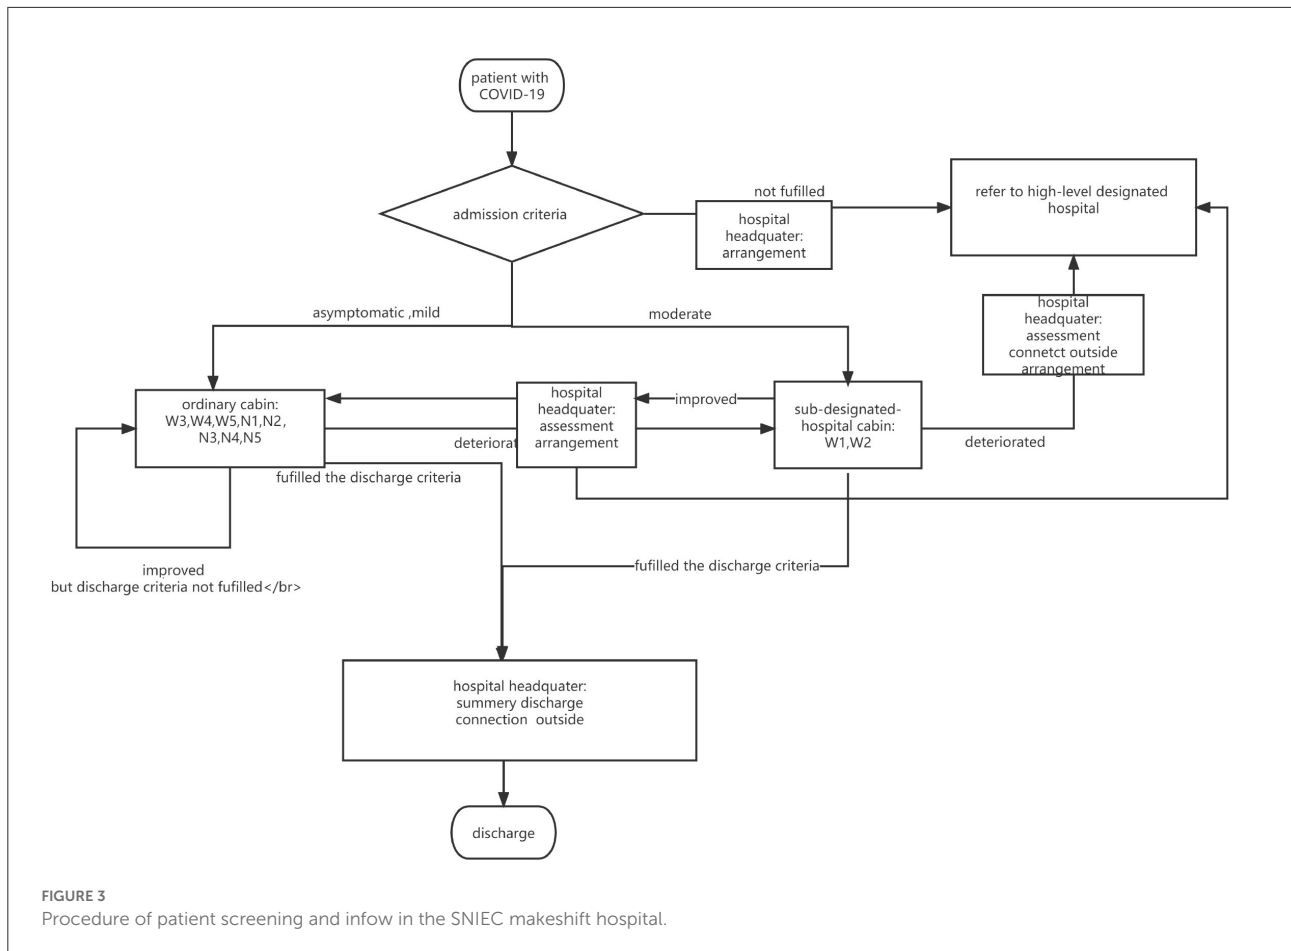 patient with
COVID-19
admission criteria
not fufilled
hospital
headquater:
arrangement
refer to high-level designated
hospital
hospital
headquater:
assessment
connetct outside
arrangement
asymptomatic ,mild
moderate
ordinary cabin:
W3,W4,W5,N1,N2,
N3,N4,N5
hospital
headquater:
assessment
arrangement
improved
sub-designated-
hospital cabin:
W1,W2
deteriorat
deteriorated
fufilled the discharge criteria
improved
but discharge criteria not fufilled</br>
fufilled the discharge criteria
hospital headquater:
summery discharge
connection outside
discharge
FIGURE 3
Procedure of patient screening and infow in the SNIEC makeshift hospital.